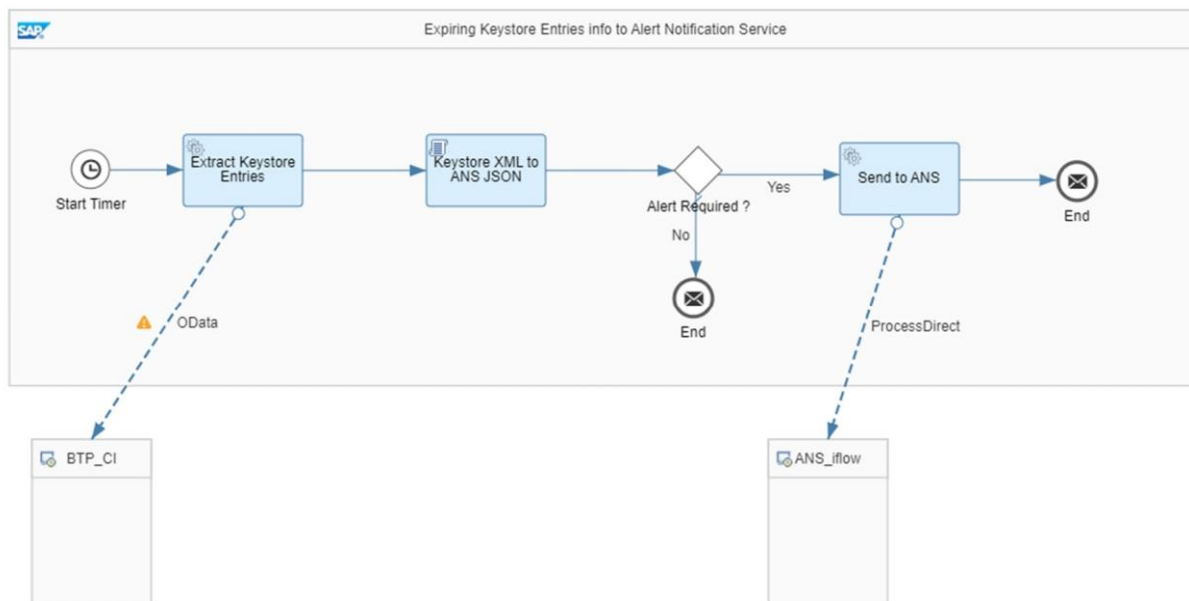 SAP
Expiring Keystore Entries info to Alert Notification Service
Start Timer
Extract Keystore
Entries
Keystore XML to
ANS JSON
Alert Required ?
Yes
No
End
Send to ANS
End
OData
ProcessDirect
BTP_CI
ANS_iflow